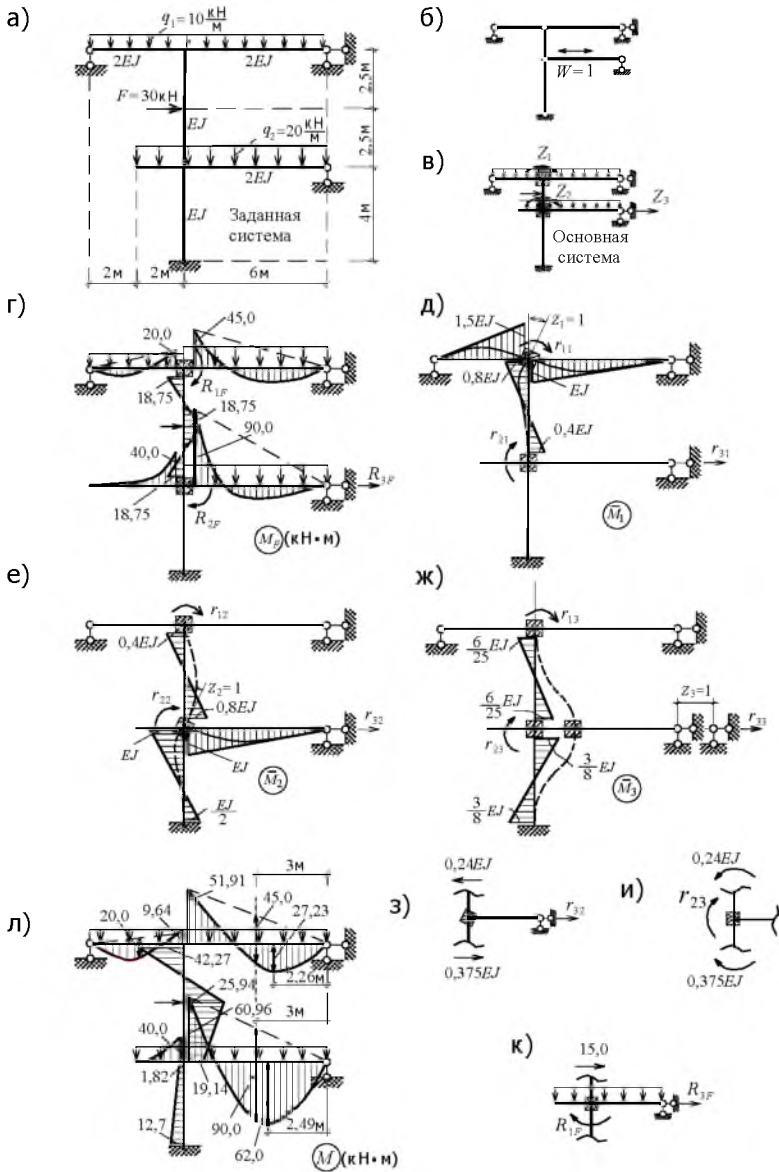 а)
q₁=10 кН/м
2EJ
2EJ
F=30кН
EJ
q₂=20 кН/м
2EJ
EJ
Заданная
система
2,5м
2,5м
4м
2м
2м
6м
б)
W=1
в)
Z₁
Z₂
Z₃
Основная
система
г)
20,0
45,0
18,75
R₁F
18,75
90,0
40,0
18,75
R₂F
R₃F
M_F (кН•м)
д)
1,5EJ
z₁=1
r₁₁
0,8EJ
EJ
r₂₁
0,4EJ
r₃₁
M̄₁
е)
r₁₂
0,4EJ
r₂₂
z₂=1
0,8EJ
r₃₂
EJ
EJ
EJ/2
M̄₂
ж)
r₁₃
6/25 EJ
6/25 EJ
z₃=1
r₃₃
r₂₃
3/8 EJ
3/8 EJ
M̄₃
л)
3м
51,91
20,0
9,64
45,0
27,23
42,27
2,26м
25,94
3м
60,96
40,0
1,82
19,14
12,7
90,0
62,0
2,49м
M (кН•м)
з)
0,24EJ
r₃₂
0,375EJ
и)
0,24EJ
r₂₃
0,375EJ
к)
15,0
R₃F
R₁F